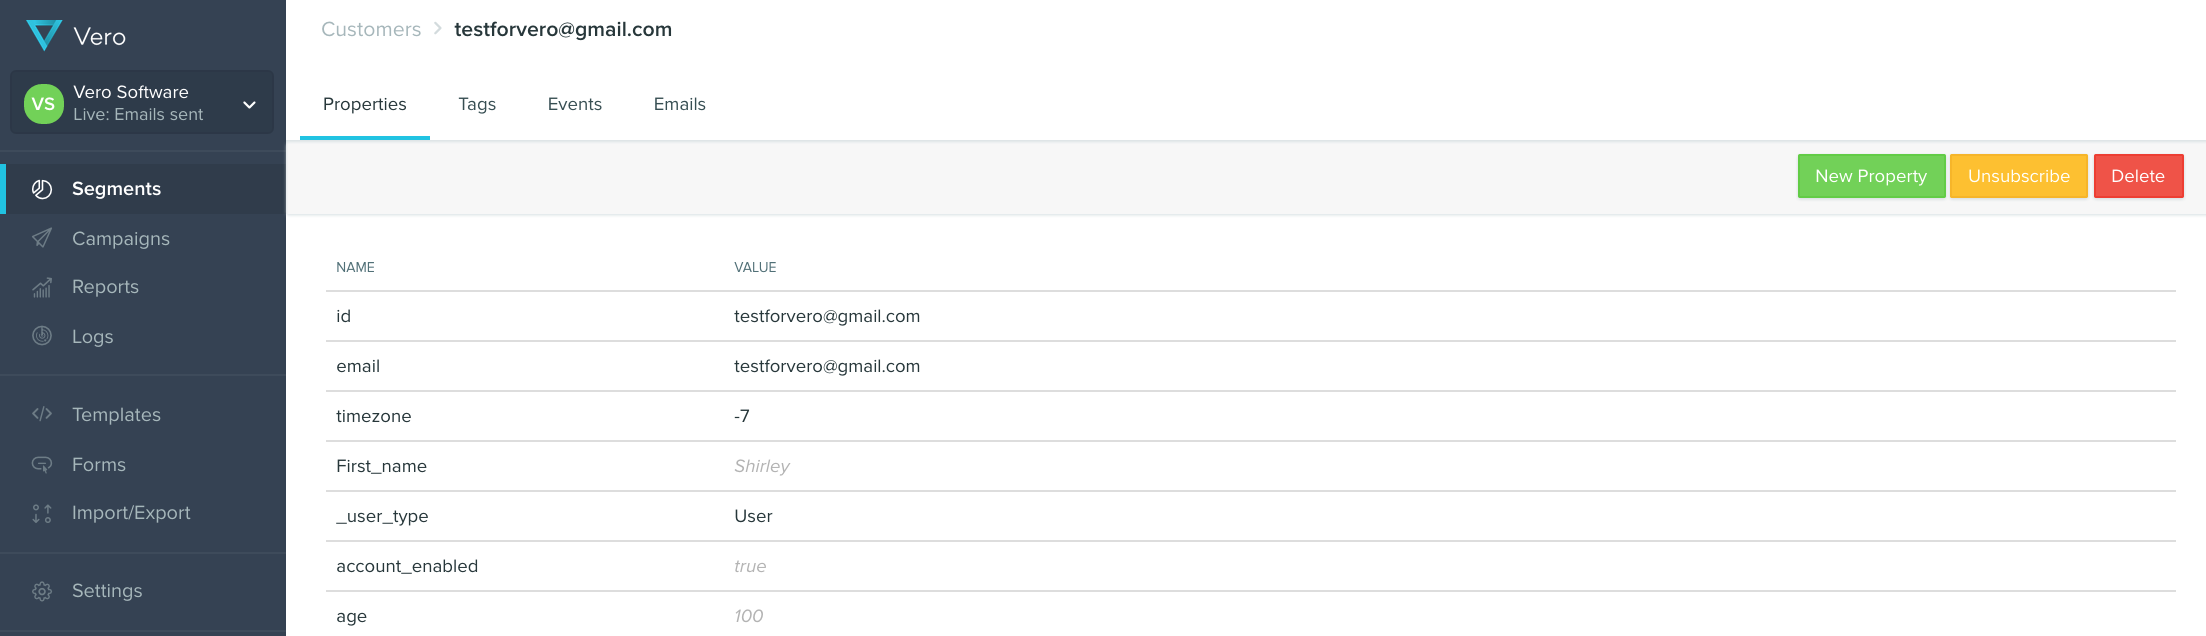 Vero
VS
Vero Software
Live: Emails sent
Segments
Campaigns
Reports
Logs
Templates
Forms
Import/Export
Settings
Customers > testforvero@gmail.com
Properties Tags Events Emails
New Property Unsubscribe Delete
NAME VALUE
id testforvero@gmail.com
email testforvero@gmail.com
timezone -7
First_name Shirley
_user_type User
account_enabled true
age 100